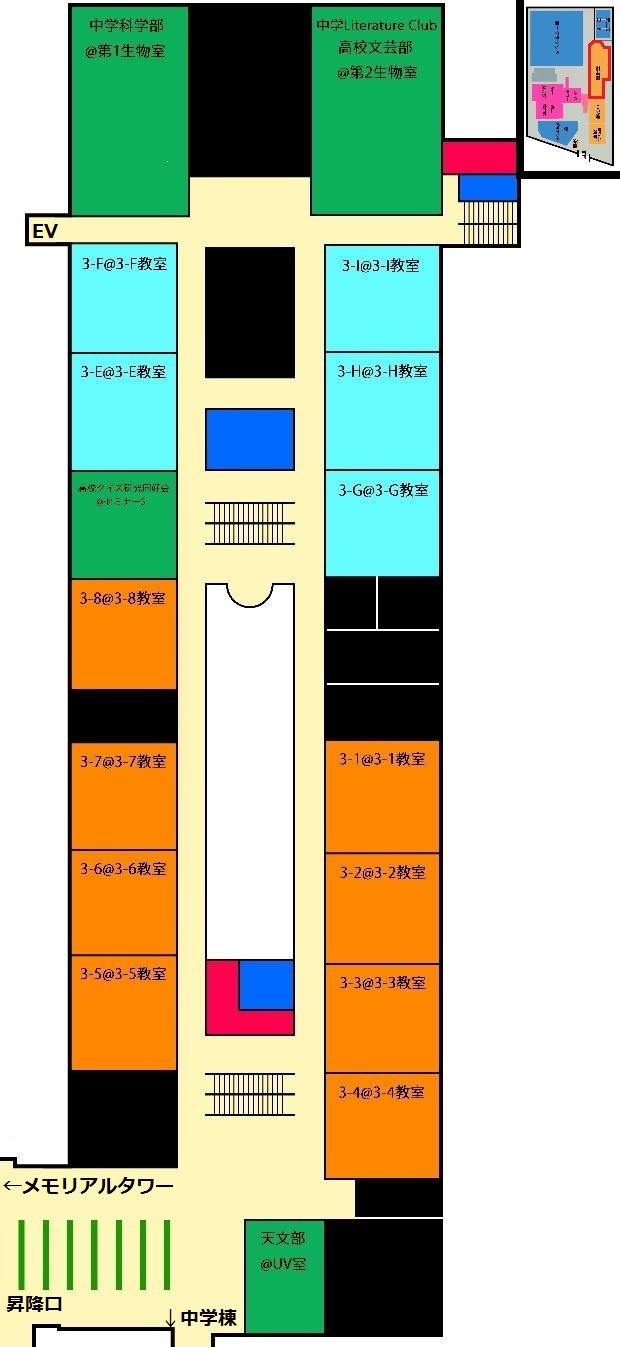 中学科学部
@第1生物室
中学Literature Club
高校文芸部
@第2生物室
EV
3-F@3-F教室
3-I@3-I教室
3-E@3-E教室
3-H@3-H教室
高校クイズ研究同好会
@セミナー5
3-G@3-G教室
3-8@3-8教室
3-7@3-7教室
3-1@3-1教室
3-6@3-6教室
3-2@3-2教室
3-5@3-5教室
3-3@3-3教室
3-4@3-4教室
←メモリアルタワー
天文部
@UV室
昇降口
↓中学棟